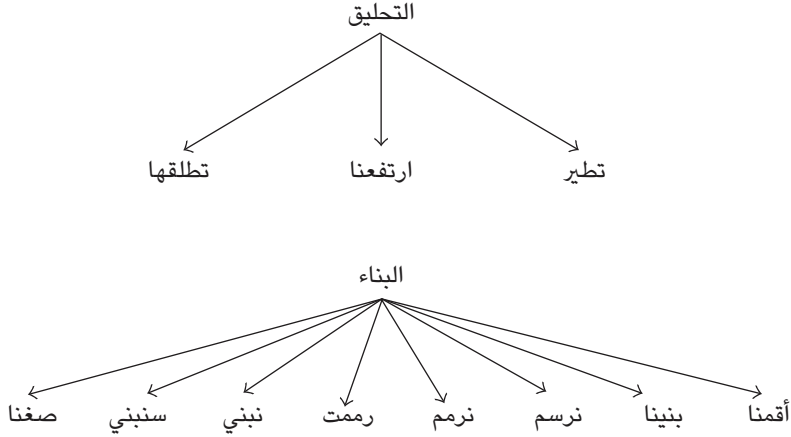 التحليق
تطير ارتفعنا تطلقها
البناء
أقمنا بنينا نرسم نرمم رممت نبني سنبني صغنا